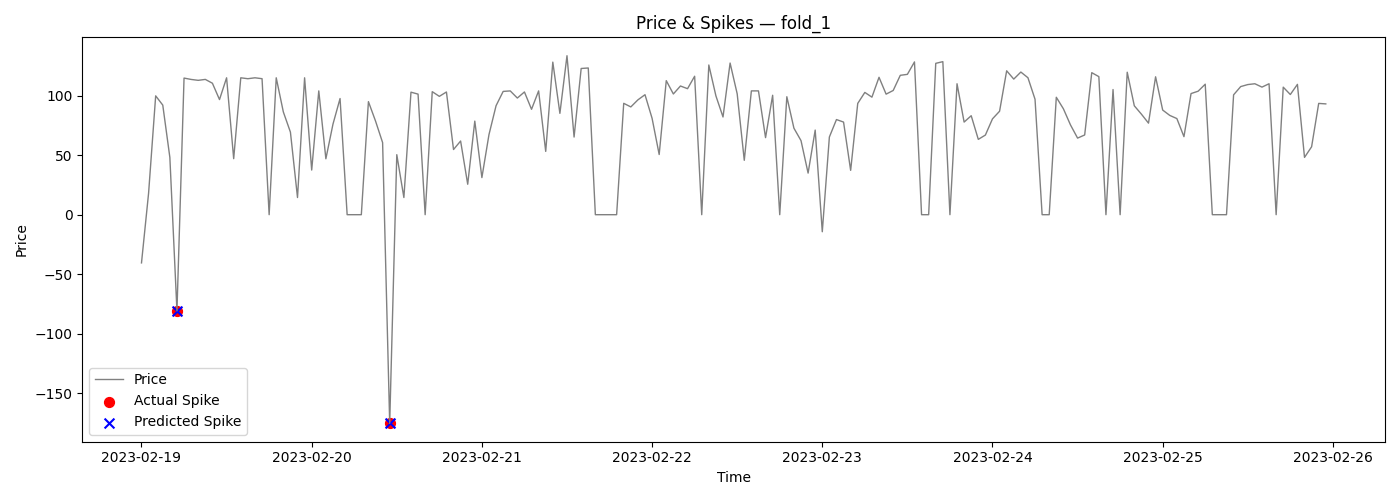 Price & Spikes — fold_1
Price
100
50
0
−50
−100
−150
Price
Actual Spike
Predicted Spike
2023-02-19
2023-02-20
2023-02-21
2023-02-22
2023-02-23
2023-02-24
2023-02-25
2023-02-26
Time